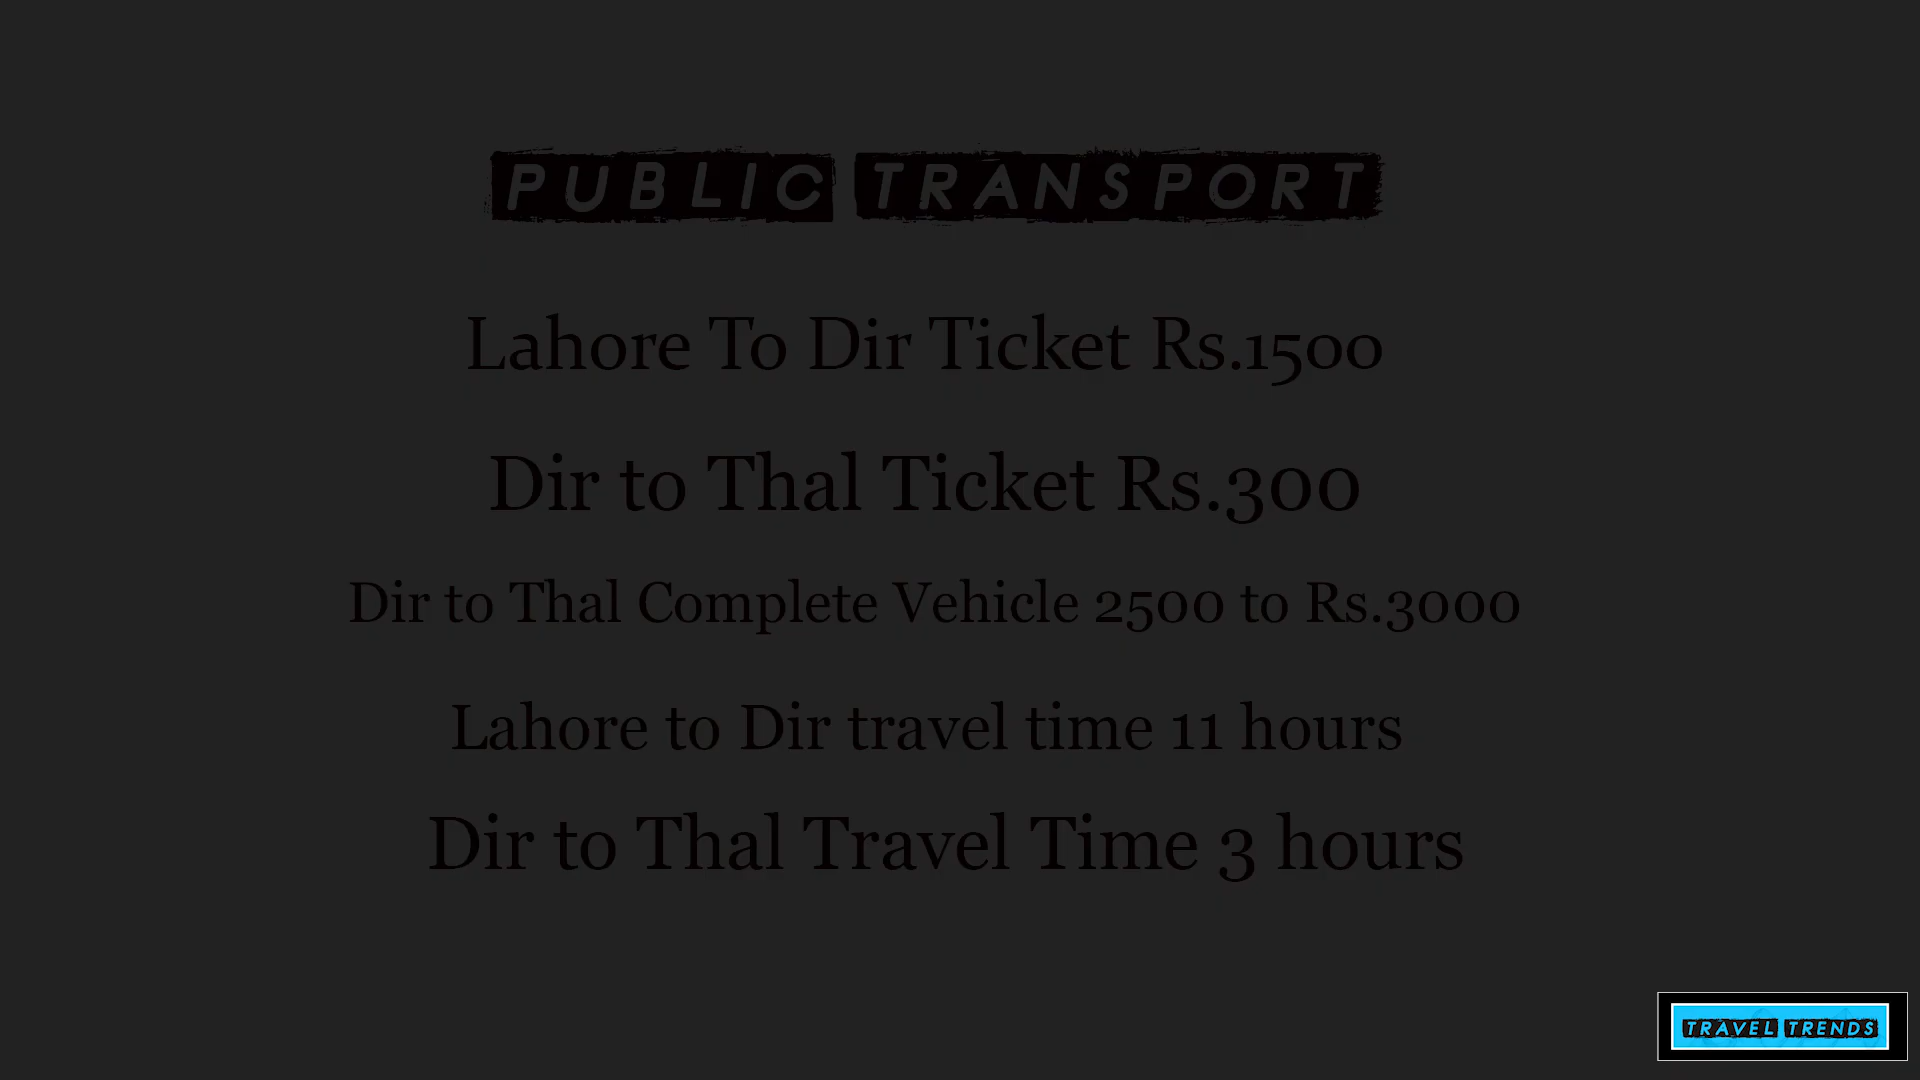 PUBLIC TRANSPORT
Lahore To Dir Ticket Rs.1500
Dir to Thal Ticket Rs.300
Dir to Thal Complete Vehicle 2500 to Rs.3000
Lahore to Dir travel time 11 hours
Dir to Thal Travel Time 3 hours
TRAVEL TRENDS